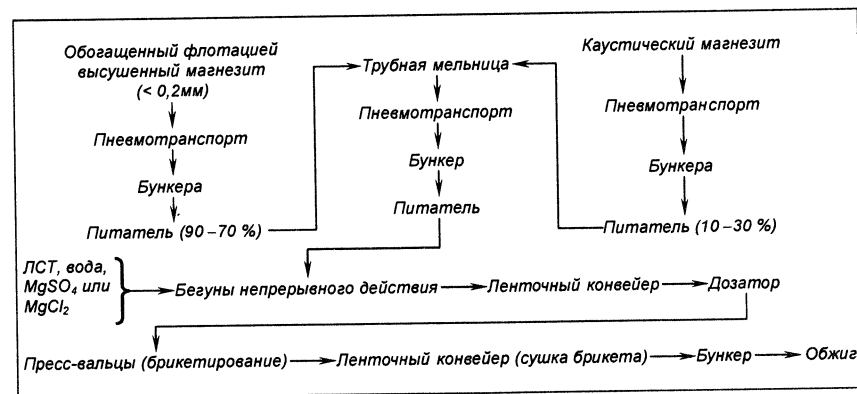 Обогащенный флотацией
высушенный магнезит
(< 0,2мм)
Пневмотранспорт
Бункера
Питатель (90–70 %)
Трубная мельница
Пневмотранспорт
Бункер
Питатель
Каустический магнезит
Пневмотранспорт
Бункера
Питатель (10–30 %)
ЛСТ, вода,
MgSO₄ или
MgCl₂
Бегуны непрерывного действия
Ленточный конвейер
Дозатор
Пресс-вальцы (брикетирование)
Ленточный конвейер (сушка брикета)
Бункер
Обжиг